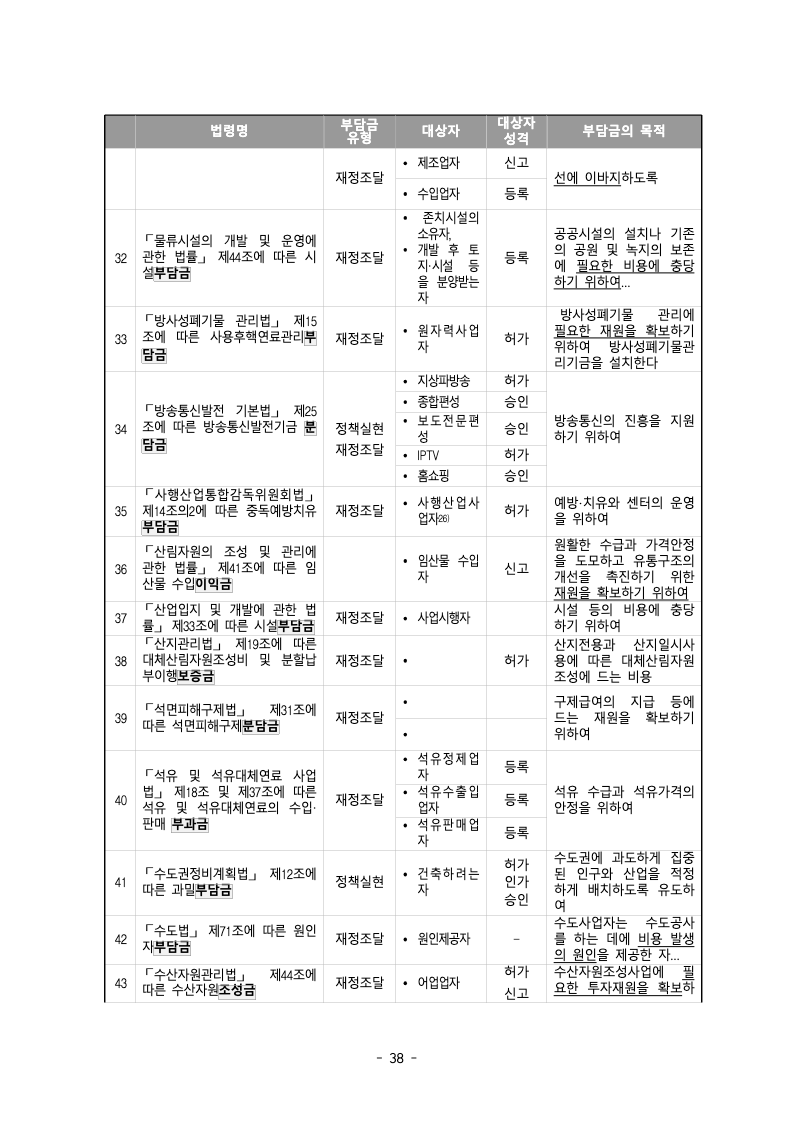 법령명
부담금
유형
대상자
대상자
성격
부담금의 목적
재정조달
• 제조업자
신고
• 수입업자
등록
선에 이바지하도록
32
「물류시설의 개발 및 운영에
관한 법률」 제44조에 따른 시
설부담금
재정조달
• 존치시설의
소유자,
• 개발 후 토
지·시설 등
을 분양받는
자
등록
공공시설의 설치나 기존
의 공원 및 녹지의 보존
에 필요한 비용에 충당
하기 위하여...
33
「방사성폐기물 관리법」 제15
조에 따른 사용후핵연료관리부
담금
재정조달
• 원자력사업
자
허가
방사성폐기물 관리에
필요한 재원을 확보하기
위하여 방사성폐기물관
리기금을 설치한다
34
「방송통신발전 기본법」 제25
조에 따른 방송통신발전기금 분
담금
정책실현
재정조달
• 지상파방송
허가
• 종합편성
승인
• 보도전문편
성
승인
• IPTV
허가
• 홈쇼핑
승인
방송통신의 진흥을 지원
하기 위하여
35
「사행산업통합감독위원회법」
제14조의2에 따른 중독예방치유
부담금
재정조달
• 사행산업사
업자26)
허가
예방·치유와 센터의 운영
을 위하여
36
「산림자원의 조성 및 관리에
관한 법률」 제41조에 따른 임
산물 수입이익금
• 임산물 수입
자
신고
원활한 수급과 가격안정
을 도모하고 유통구조의
개선을 촉진하기 위한
재원을 확보하기 위하여
37
「산업입지 및 개발에 관한 법
률」 제33조에 따른 시설부담금
재정조달
• 사업시행자
시설 등의 비용에 충당
하기 위하여
38
「산지관리법」 제19조에 따른
대체산림자원조성비 및 분할납
부이행보증금
재정조달
•
허가
산지전용과 산지일시사
용에 따른 대체산림자원
조성에 드는 비용
39
「석면피해구제법」 제31조에
따른 석면피해구제분담금
재정조달
•
•
구제급여의 지급 등에
드는 재원을 확보하기
위하여
40
「석유 및 석유대체연료 사업
법」 제18조 및 제37조에 따른
석유 및 석유대체연료의 수입·
판매 부과금
재정조달
• 석유정제업
자
등록
• 석유수출입
업자
등록
• 석유판매업
자
등록
석유 수급과 석유가격의
안정을 위하여
41
「수도권정비계획법」 제12조에
따른 과밀부담금
정책실현
• 건축하려는
자
허가
인가
승인
수도권에 과도하게 집중
된 인구와 산업을 적정
하게 배치하도록 유도하
여
42
「수도법」 제71조에 따른 원인
자부담금
재정조달
• 원인제공자
-
수도사업자는 수도공사
를 하는 데에 비용 발생
의 원인을 제공한 자...
43
「수산자원관리법」 제44조에
따른 수산자원조성금
재정조달
• 어업업자
허가
신고
수산자원조성사업에 필
요한 투자재원을 확보하
- 38 -